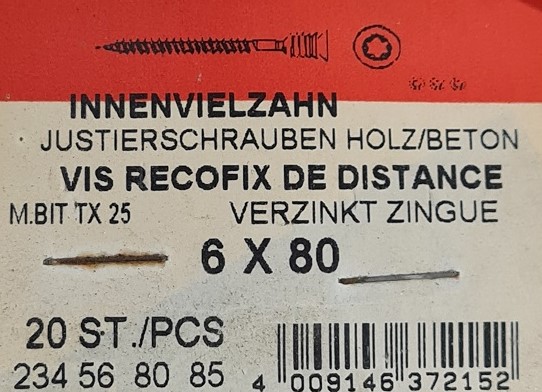 INNENVIELZAHN
JUSTIERSCHRAUBEN HOLZ/BETON
VIS RECOFIX DE DISTANCE
M.BIT TX 25 VERZINKT ZINGUE
6 X 80
20 ST./PCS
234 56 80 85
4 009146 372152